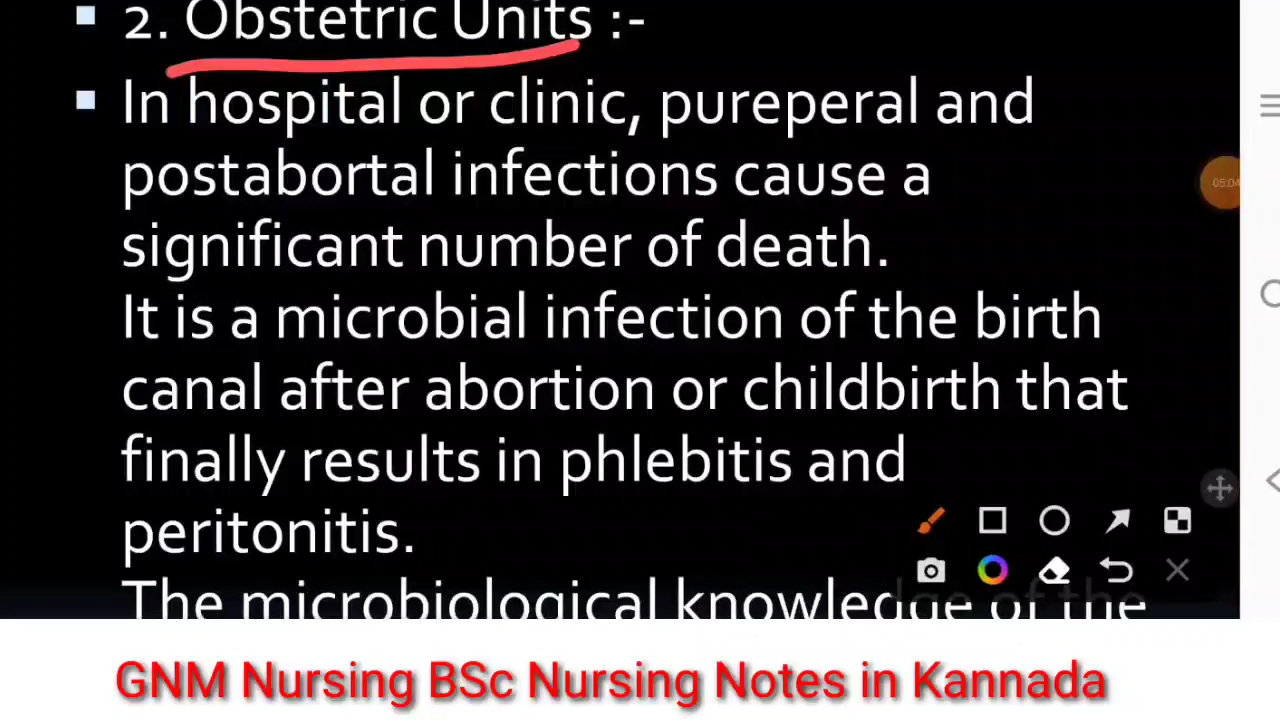 2. Obstetric Units :-
In hospital or clinic, pureperal and
postabortal infections cause a
significant number of death.
It is a microbial infection of the birth
canal after abortion or childbirth that
finally results in phlebitis and
peritonitis.
The microbiological knowledge of the
05:04
GNM Nursing BSc Nursing Notes in Kannada